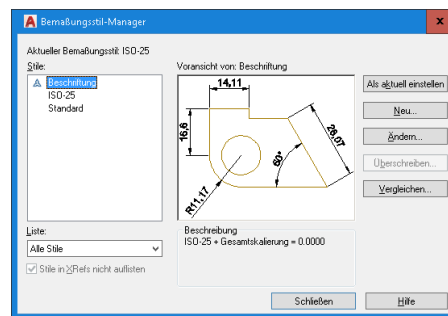 Bemaßungsstil-Manager
Aktueller Bemaßungsstil: ISO-25
Stile:
Beschriftung
ISO-25
Standard
Voransicht von: Beschriftung
14,11
16,6
R11,17
60°
26,07
Als aktuell einstellen
Neu...
Ändern...
Überschreiben...
Vergleichen...
Liste:
Alle Stile
Stile in XRefs nicht auflisten
Beschreibung
ISO-25 + Gesamtskalierung = 0.0000
Schließen
Hilfe